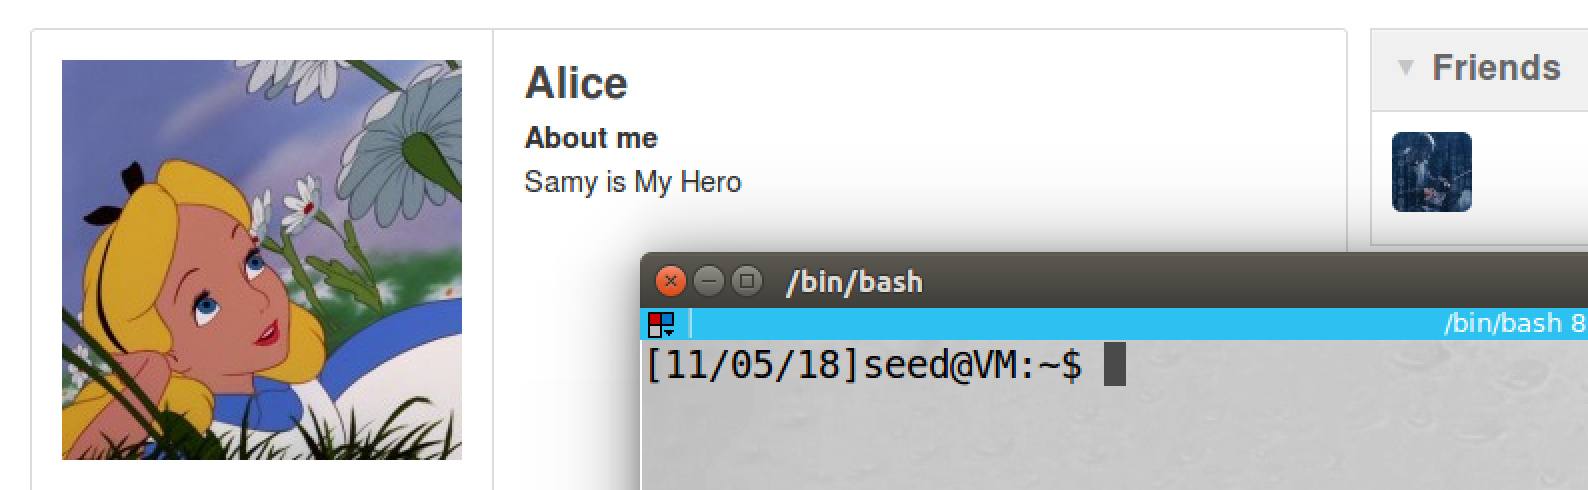 Alice
About me
Samy is My Hero
Friends
/bin/bash
/bin/bash 8
[11/05/18]seed@VM:~$